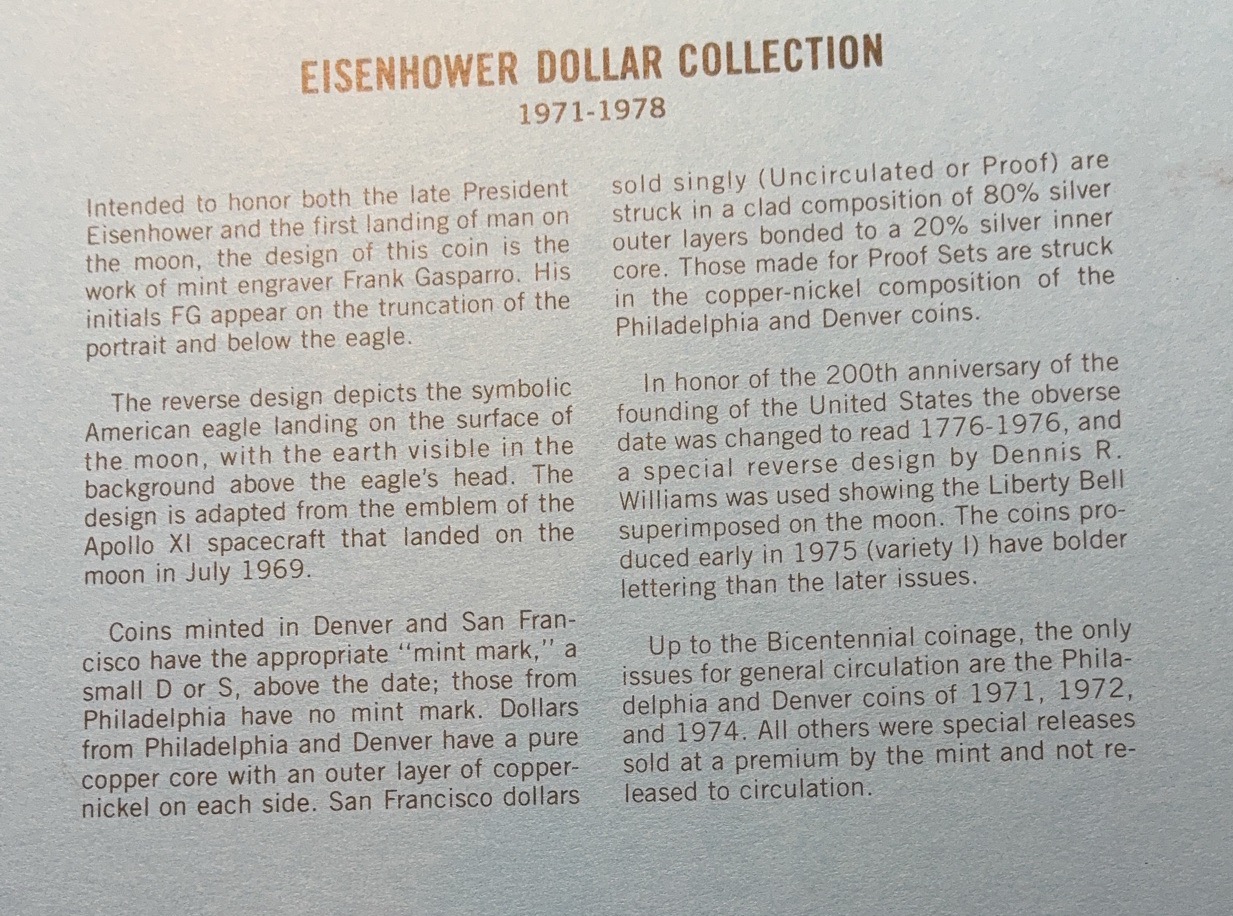 EISENHOWER DOLLAR COLLECTION
1971-1978
Intended to honor both the late President
Eisenhower and the first landing of man on
the moon, the design of this coin is the
work of mint engraver Frank Gasparro. His
initials FG appear on the truncation of the
portrait and below the eagle.
The reverse design depicts the symbolic
American eagle landing on the surface of
the moon, with the earth visible in the
background above the eagle's head. The
design is adapted from the emblem of the
Apollo XI spacecraft that landed on the
moon in July 1969.
Coins minted in Denver and San Fran-
cisco have the appropriate "mint mark," a
small D or S, above the date; those from
Philadelphia have no mint mark. Dollars
from Philadelphia and Denver have a pure
copper core with an outer layer of copper-
nickel on each side. San Francisco dollars
sold singly (Uncirculated or Proof) are
struck in a clad composition of 80% silver
outer layers bonded to a 20% silver inner
core. Those made for Proof Sets are struck
in the copper-nickel composition of the
Philadelphia and Denver coins.
In honor of the 200th anniversary of the
founding of the United States the obverse
date was changed to read 1776-1976, and
a special reverse design by Dennis R.
Williams was used showing the Liberty Bell
superimposed on the moon. The coins pro-
duced early in 1975 (variety I) have bolder
lettering than the later issues.
Up to the Bicentennial coinage, the only
issues for general circulation are the Phila-
delphia and Denver coins of 1971, 1972,
and 1974. All others were special releases
sold at a premium by the mint and not re-
leased to circulation.